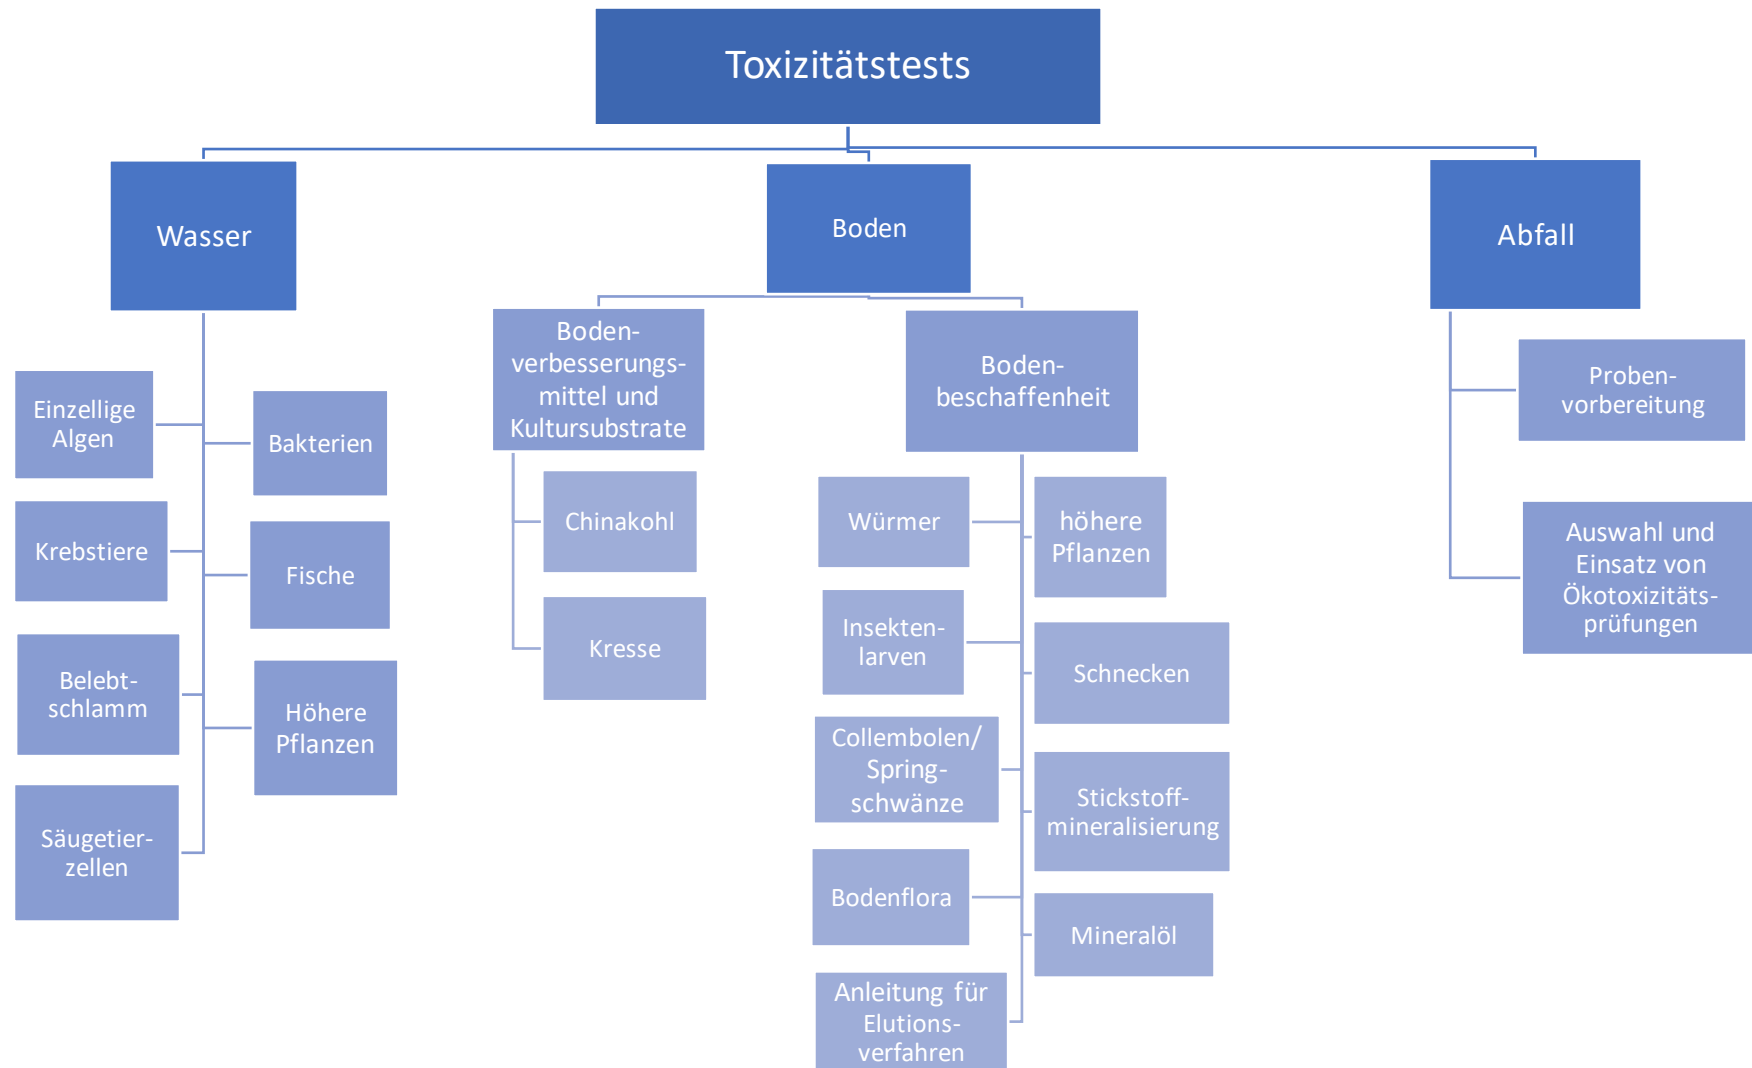 Toxizitätstests
Wasser
Einzellige
Algen
Bakterien
Krebstiere
Fische
Belebt-
schlamm
Höhere
Pflanzen
Säugetier-
zellen
Boden
Boden-
verbesserungs-
mittel und
Kultursubstrate
Chinakohl
Kresse
Boden-
beschaffenheit
Würmer
höhere
Pflanzen
Insekten-
larven
Schnecken
Collembolen/
Spring-
schwänze
Stickstoff-
mineralisierung
Bodenflora
Mineralöl
Anleitung für
Elutions-
verfahren
Abfall
Proben-
vorbereitung
Auswahl und
Einsatz von
Ökotoxizitäts-
prüfungen